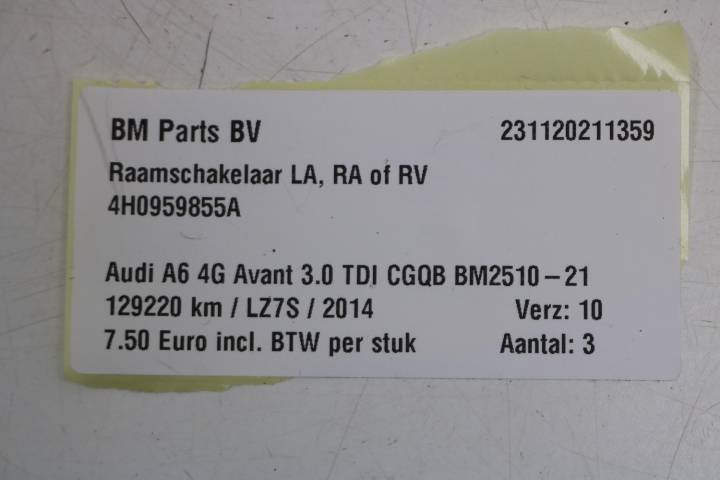 BM Parts BV 231120211359
Raamschakelaar LA, RA of RV
4H0959855A
Audi A6 4G Avant 3.0 TDI CGQB BM2510-21
129220 km / LZ7S / 2014 Verz: 10
7.50 Euro incl. BTW per stuk Aantal: 3